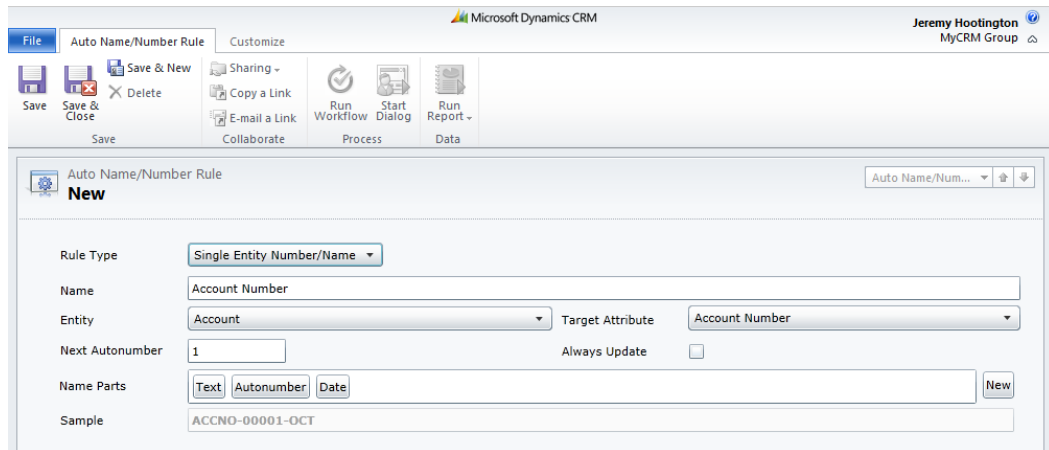 Microsoft Dynamics CRM
Jeremy Hootington
MyCRM Group
File Auto Name/Number Rule Customize
Save
Save & Close
Save & New
Delete
Save
Sharing
Copy a Link
E-mail a Link
Collaborate
Run Workflow
Start Dialog
Process
Run Report
Data
Auto Name/Number Rule
New
Auto Name/Num...
Rule Type Single Entity Number/Name
Name Account Number
Entity Account Target Attribute Account Number
Next Autonumber 1 Always Update
Name Parts Text Autonumber Date New
Sample ACCNO-00001-OCT